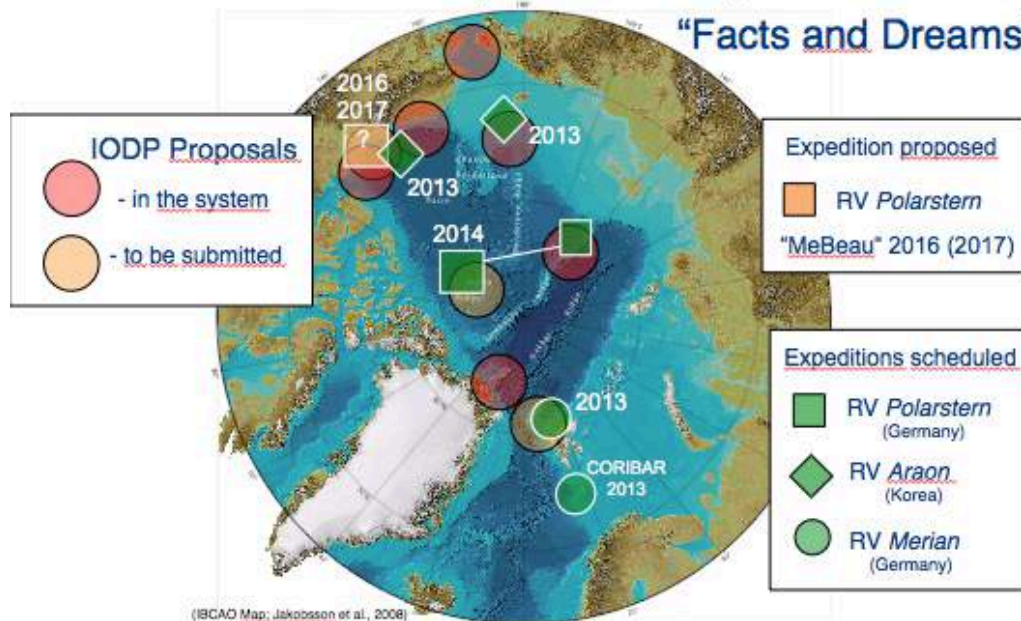 “Facts and Dreams
IODP Proposals
- in the system
- to be submitted
2016
2017
?
2013
2013
2014
2013
CORIBAR
2013
Expedition proposed
RV Polarstern
“MeBeau” 2016 (2017)
Expeditions scheduled
RV Polarstern
(Germany)
RV Araon
(Korea)
RV Merian
(Germany)
(IBCAO Map; Jakobsson et al., 2008)